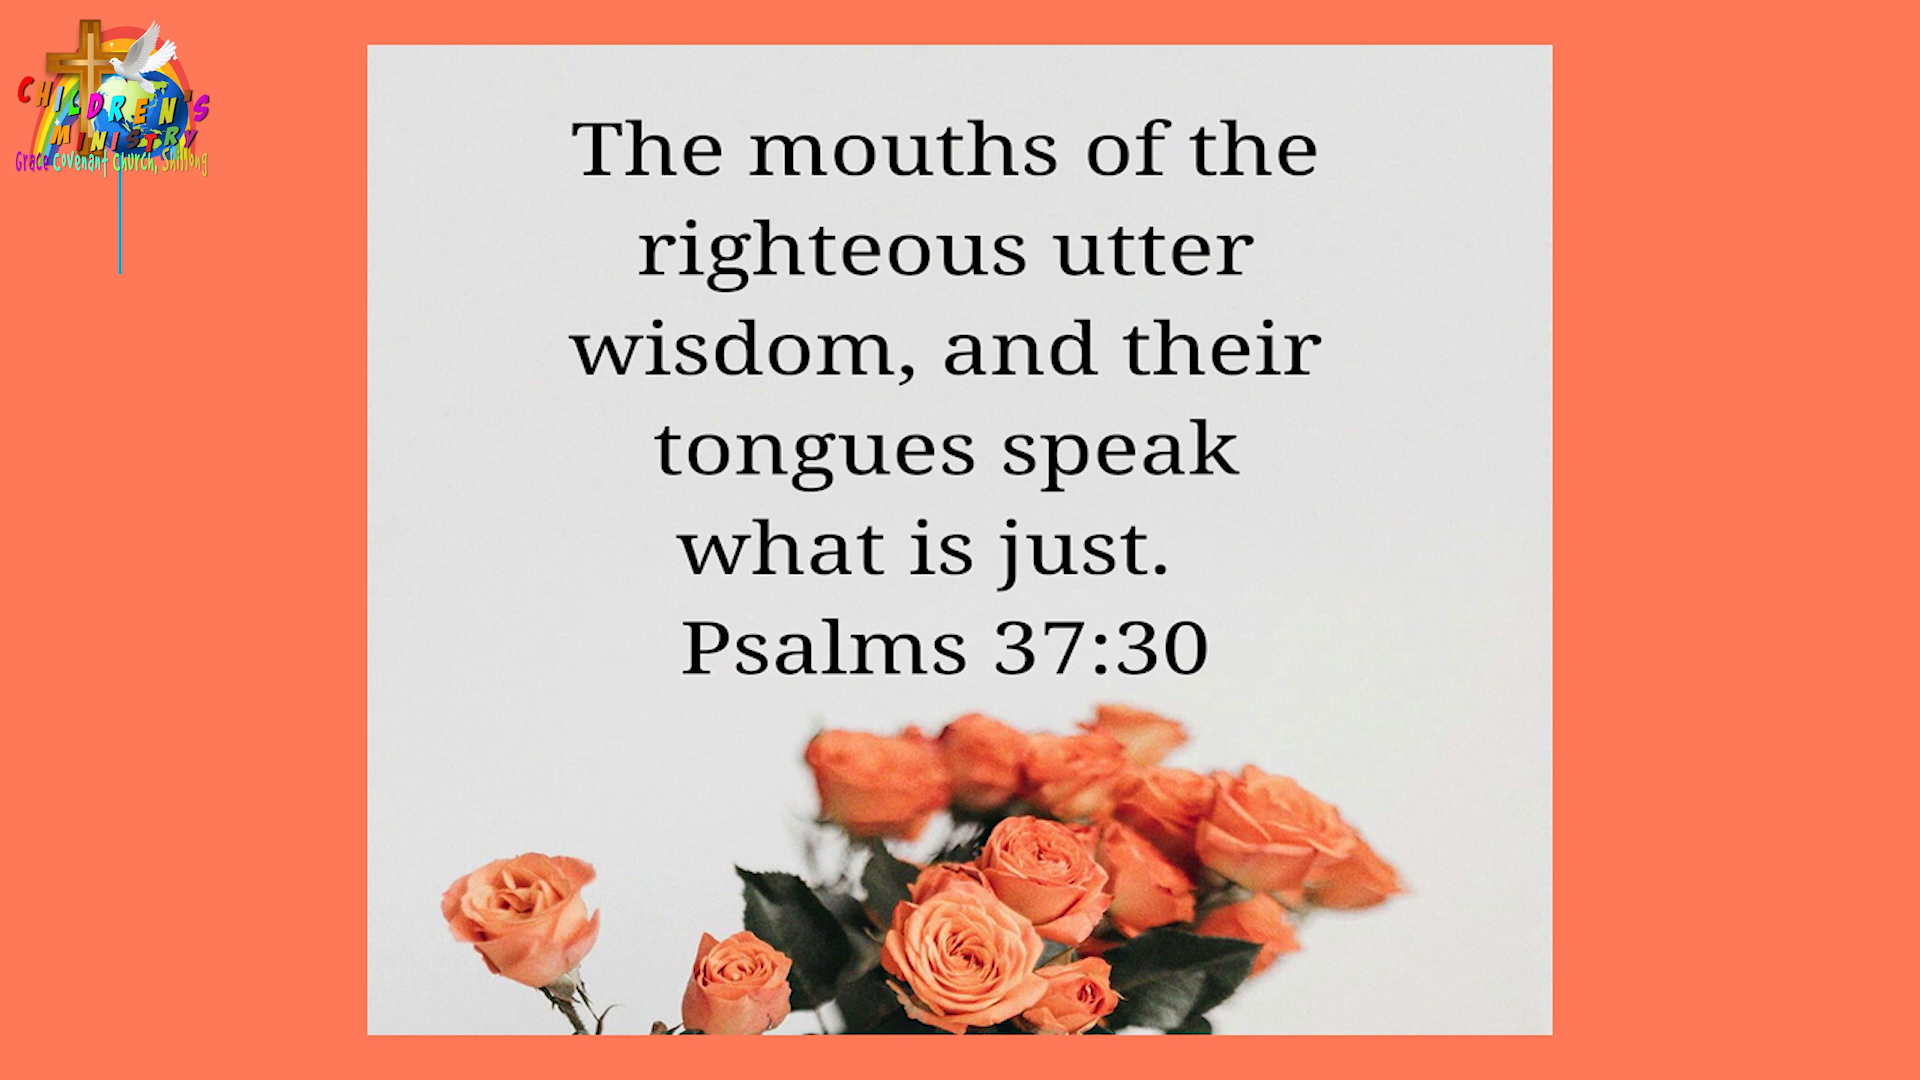 CHILDREN'S
MINISTRY
Grace Covenant Church, Shillong
The mouths of the
righteous utter
wisdom, and their
tongues speak
what is just.
Psalms 37:30